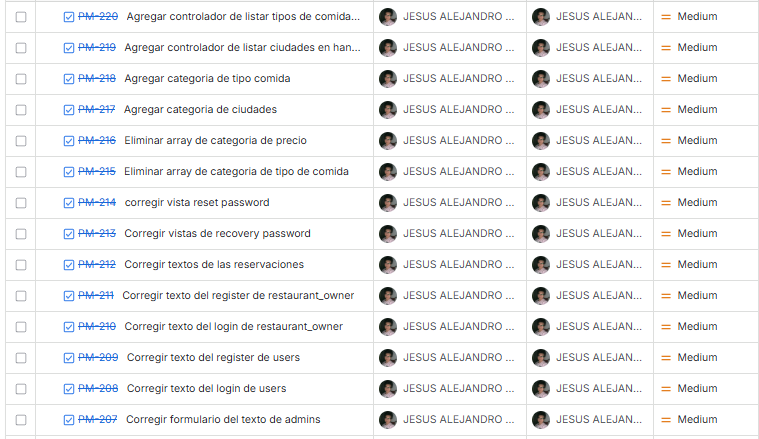 PM-220 Agregar controlador de listar tipos de comida... JESUS ALEJANDRO ... JESUS ALEJAN... Medium
PM-219 Agregar controlador de listar ciudades en han... JESUS ALEJANDRO ... JESUS ALEJAN... Medium
PM-218 Agregar categoria de tipo comida JESUS ALEJANDRO ... JESUS ALEJAN... Medium
PM-217 Agregar categoria de ciudades JESUS ALEJANDRO ... JESUS ALEJAN... Medium
PM-216 Eliminar array de categoria de precio JESUS ALEJANDRO ... JESUS ALEJAN... Medium
PM-215 Eliminar array de categoria de tipo de comida JESUS ALEJANDRO ... JESUS ALEJAN... Medium
PM-214 corregir vista reset password JESUS ALEJANDRO ... JESUS ALEJAN... Medium
PM-213 Corregir vistas de recovery password JESUS ALEJANDRO ... JESUS ALEJAN... Medium
PM-212 Corregir textos de las reservaciones JESUS ALEJANDRO ... JESUS ALEJAN... Medium
PM-211 Corregir texto del register de restaurant_owner JESUS ALEJANDRO ... JESUS ALEJAN... Medium
PM-210 Corregir texto del login de restaurant_owner JESUS ALEJANDRO ... JESUS ALEJAN... Medium
PM-209 Corregir texto del register de users JESUS ALEJANDRO ... JESUS ALEJAN... Medium
PM-208 Corregir texto del login de users JESUS ALEJANDRO ... JESUS ALEJAN... Medium
PM-207 Corregir formulario del texto de admins JESUS ALEJANDRO ... JESUS ALEJAN... Medium